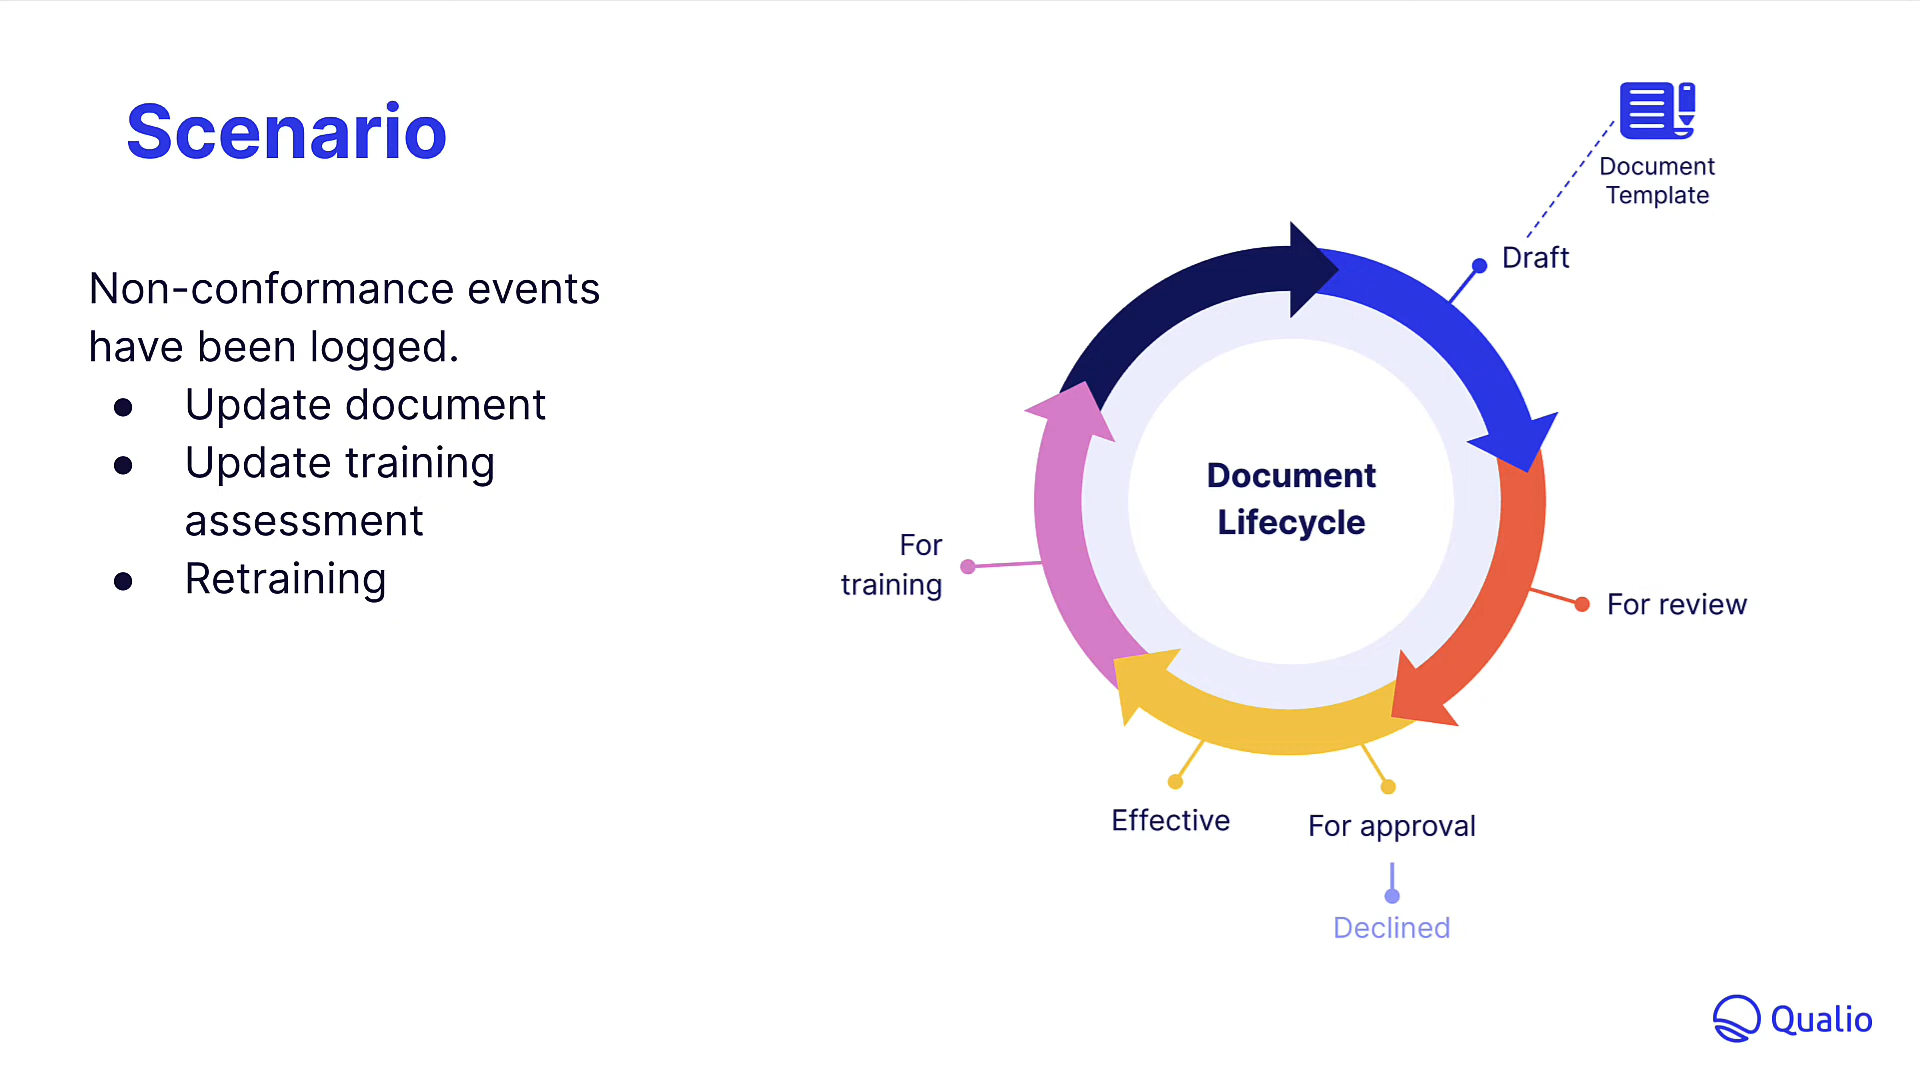 Scenario
Non-conformance events
have been logged.
● Update document
● Update training
assessment
● Retraining
Document
Template
Draft
Document
Lifecycle
For
training
For review
Effective
For approval
Declined
Qualio